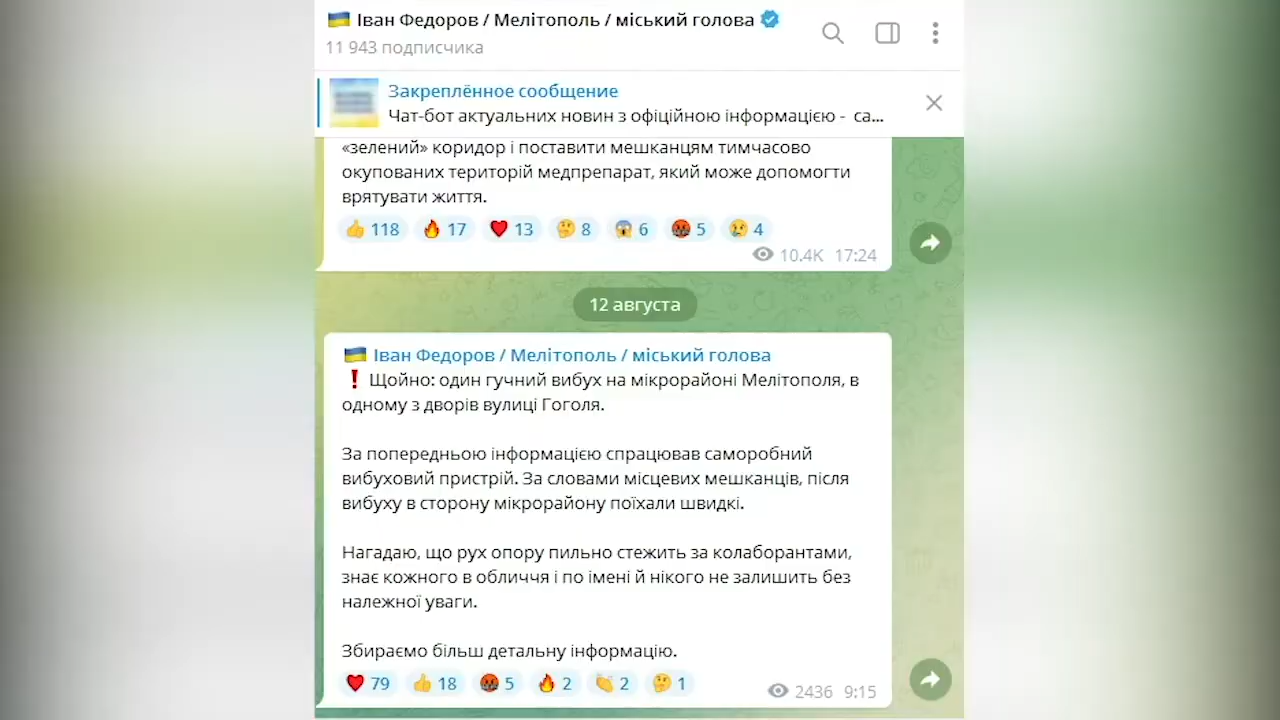 Іван Федоров / Мелітополь / міський голова
11 943 подписчика
Закреплённое сообщение
Чат-бот актуальних новин з офіційною інформацією - са...
«зелений» коридор і поставити мешканцям тимчасово
окупованих територій медпрепарат, який може допомогти
врятувати життя.
118 17 13 8 6 5 4
10.4K 17:24
12 августа
Іван Федоров / Мелітополь / міський голова
❗ Щойно: один гучний вибух на мікрорайоні Мелітополя, в
одному з дворів вулиці Гоголя.
За попередньою інформацією спрацював саморобний
вибуховий пристрій. За словами місцевих мешканців, після
вибуху в сторону мікрорайону поїхали швидкі.
Нагадаю, що рух опору пильно стежить за колаборантами,
знає кожного в обличчя і по імені й нікого не залишить без
належної уваги.
Збираємо більш детальну інформацію.
79 18 5 2 2 1
2436 9:15